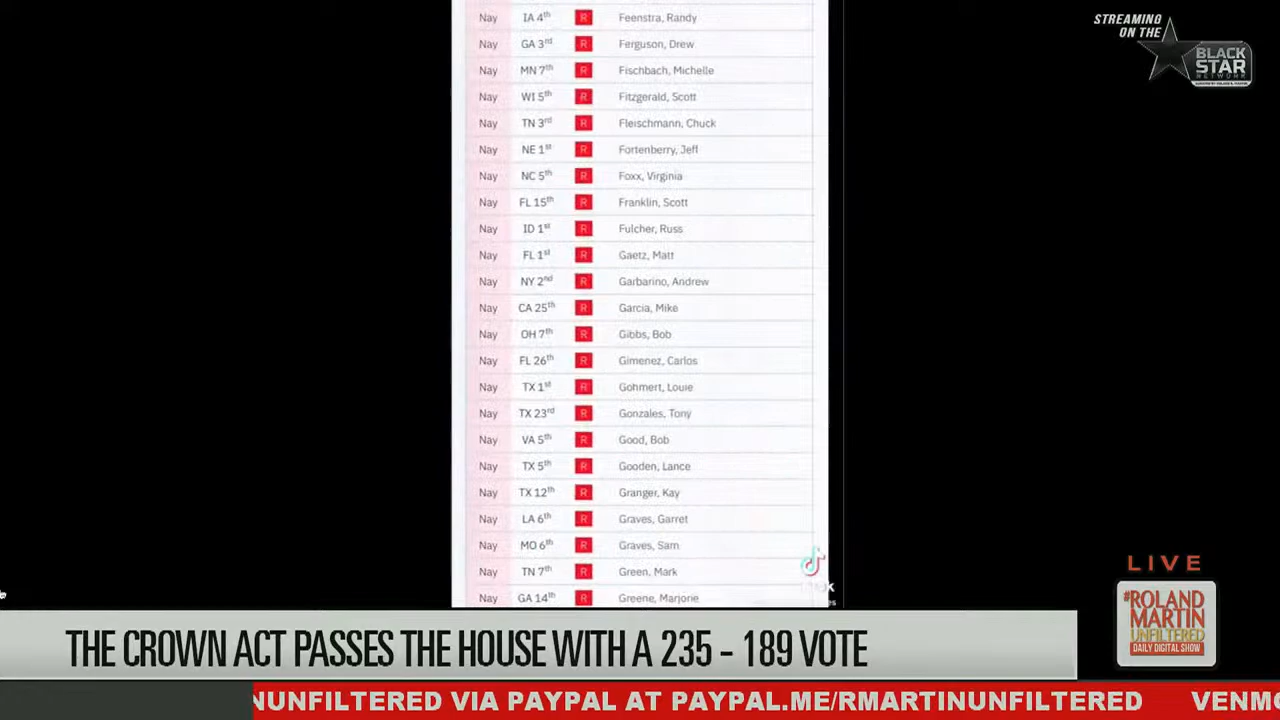 Nay IA 4th R Feenstra, Randy
Nay GA 3rd R Ferguson, Drew
Nay MN 7th R Fischbach, Michelle
Nay WI 5th R Fitzgerald, Scott
Nay TN 3rd R Fleischmann, Chuck
Nay NE 1st R Fortenberry, Jeff
Nay NC 5th R Foxx, Virginia
Nay FL 15th R Franklin, Scott
Nay ID 1st R Fulcher, Russ
Nay FL 1st R Gaetz, Matt
Nay NY 2nd R Garbarino, Andrew
Nay CA 25th R Garcia, Mike
Nay OH 7th R Gibbs, Bob
Nay FL 26th R Gimenez, Carlos
Nay TX 1st R Gohmert, Louie
Nay TX 23rd R Gonzales, Tony
Nay VA 5th R Good, Bob
Nay TX 5th R Gooden, Lance
Nay TX 12th R Granger, Kay
Nay LA 6th R Graves, Garret
Nay MO 6th R Graves, Sam
Nay TN 7th R Green, Mark
Nay GA 14th R Greene, Marjorie
STREAMING
ON THE
BLACK
STAR
NETWORK
LIVE
#ROLAND
MARTIN
UNFILTERED
DAILY DIGITAL SHOW
THE CROWN ACT PASSES THE HOUSE WITH A 235 - 189 VOTE
NUNFILTERED VIA PAYPAL AT PAYPAL.ME/RMARTINUNFILTERED VENMO